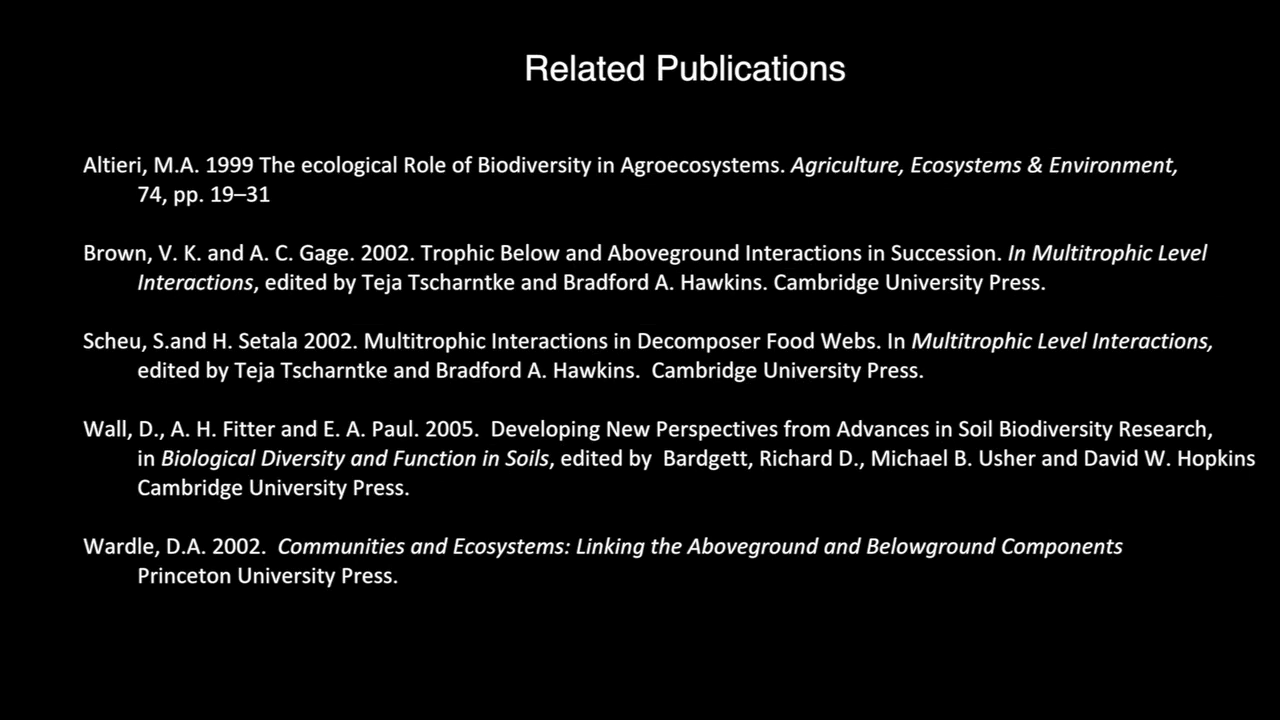 Related Publications
Altieri, M.A. 1999 The ecological Role of Biodiversity in Agroecosystems. Agriculture, Ecosystems & Environment,
74, pp. 19–31
Brown, V. K. and A. C. Gage. 2002. Trophic Below and Aboveground Interactions in Succession. In Multitrophic Level
Interactions, edited by Teja Tscharntke and Bradford A. Hawkins. Cambridge University Press.
Scheu, S.and H. Setala 2002. Multitrophic Interactions in Decomposer Food Webs. In Multitrophic Level Interactions,
edited by Teja Tscharntke and Bradford A. Hawkins.  Cambridge University Press.
Wall, D., A. H. Fitter and E. A. Paul. 2005.  Developing New Perspectives from Advances in Soil Biodiversity Research,
in Biological Diversity and Function in Soils, edited by  Bardgett, Richard D., Michael B. Usher and David W. Hopkins
Cambridge University Press.
Wardle, D.A. 2002.  Communities and Ecosystems: Linking the Aboveground and Belowground Components
Princeton University Press.